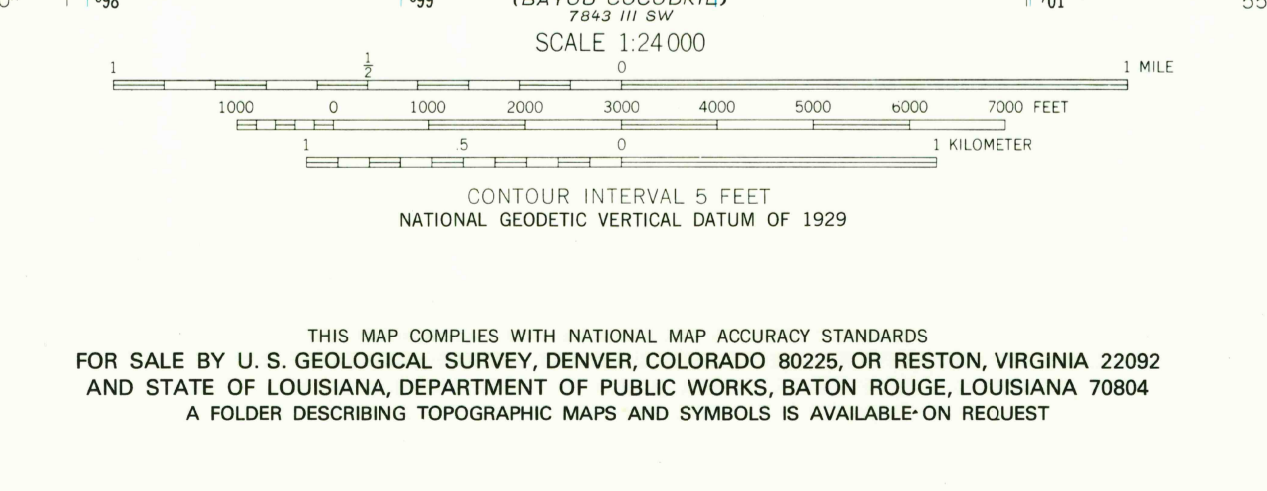 98 99 (BAYOU COCODRIE) 01
7843 III SW
SCALE 1:24 000
1 1/2 0 1 MILE
1000 0 1000 2000 3000 4000 5000 6000 7000 FEET
1 .5 0 1 KILOMETER
CONTOUR INTERVAL 5 FEET
NATIONAL GEODETIC VERTICAL DATUM OF 1929
THIS MAP COMPLIES WITH NATIONAL MAP ACCURACY STANDARDS
FOR SALE BY U. S. GEOLOGICAL SURVEY, DENVER, COLORADO 80225, OR RESTON, VIRGINIA 22092
AND STATE OF LOUISIANA, DEPARTMENT OF PUBLIC WORKS, BATON ROUGE, LOUISIANA 70804
A FOLDER DESCRIBING TOPOGRAPHIC MAPS AND SYMBOLS IS AVAILABLE ON REQUEST